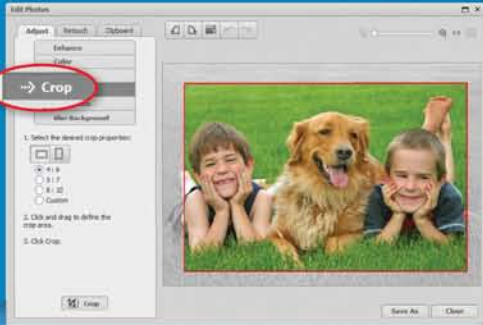 Edit Photos
Adjust Retouch Clipboard
Enhance
Color
Crop
Blur Background
1. Select the desired crop proportions:
4 : 6
5 : 7
8 : 10
Custom
2. Click and drag to define the
crop area.
3. Click Crop.
Crop
Save As Close